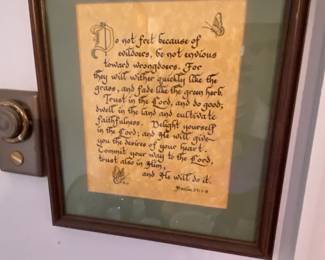 Do not fret because of
evildoers, be not envious
toward wrongdoers. For
they will wither quickly like the
grass, and fade like the green herb.
Trust in the Lord, and do good;
dwell in the land and cultivate
faithfulness. Delight yourself
in the Lord; and He will give
you the desires of your heart.
Commit your way to the Lord,
trust also in Him,
and He will do it.
Psalm